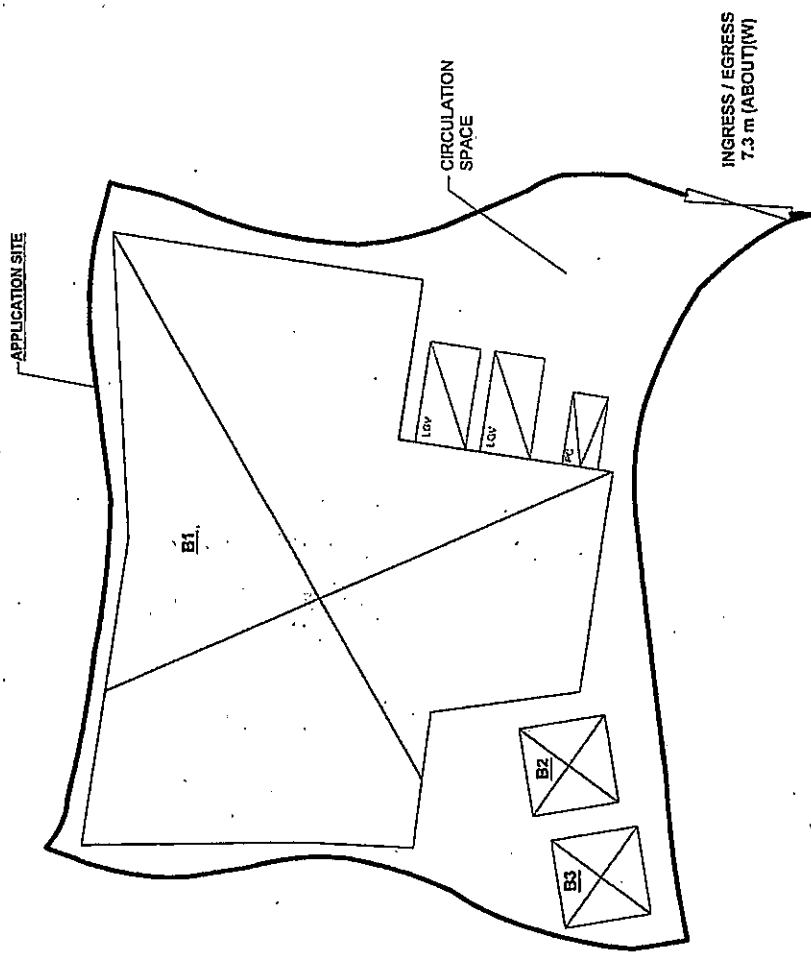 APPLICATION SITE
CIRCULATION
SPACE
INGRESS / EGRESS
7.3 m (ABOUT)(W)
B1
LGV
LGV
PC
B2
B3